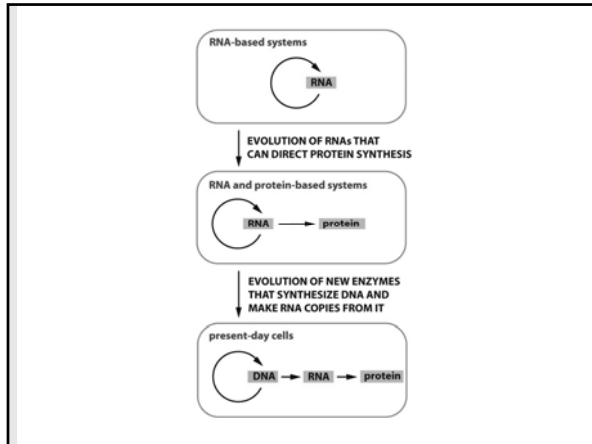 RNA-based systems
RNA
EVOLUTION OF RNAs THAT
CAN DIRECT PROTEIN SYNTHESIS
RNA and protein-based systems
RNA protein
EVOLUTION OF NEW ENZYMES
THAT SYNTHESIZE DNA AND
MAKE RNA COPIES FROM IT
present-day cells
DNA RNA protein